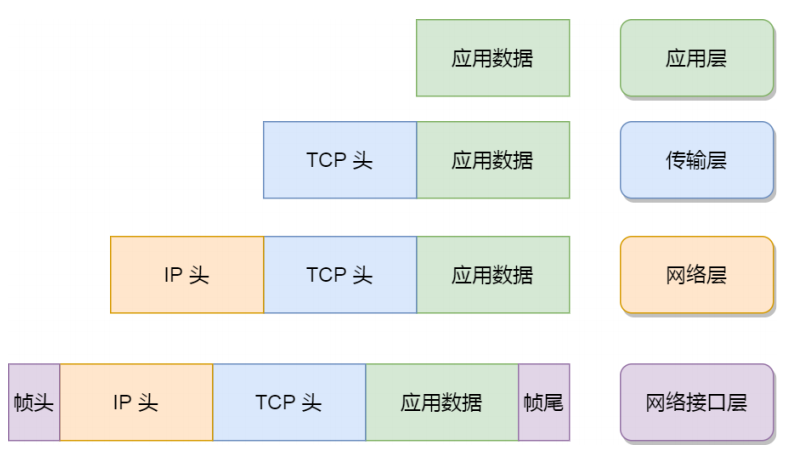 应用数据 应用层
TCP 头 应用数据 传输层
IP 头 TCP 头 应用数据 网络层
帧头 IP 头 TCP 头 应用数据 帧尾 网络接口层